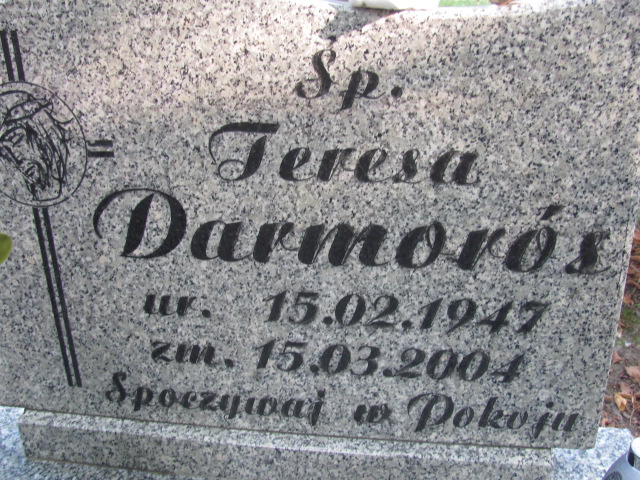 Śp.
Teresa
Darmorós
ur. 15.02.1947
zm. 15.03.2004
Spoczywaj w Pokoju